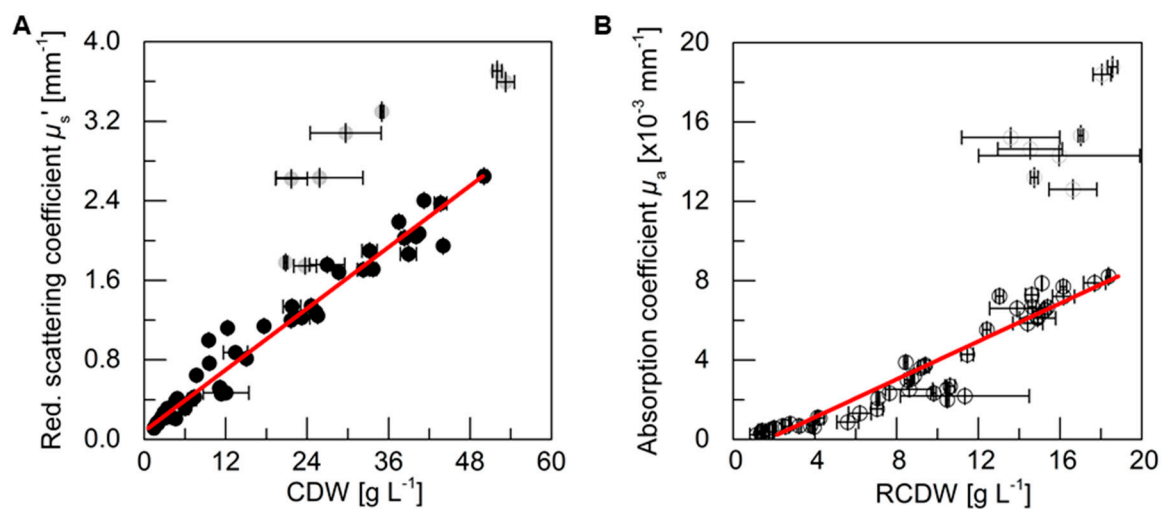 A
B
Red. scattering coefficient μs' [mm⁻¹]
4.0
3.2
2.4
1.6
0.8
0.0
0 12 24 36 48 60
CDW [g L⁻¹]
Absorption coefficient μa [x10⁻³ mm⁻¹]
20
16
12
8
4
0
0 4 8 12 16 20
RCDW [g L⁻¹]